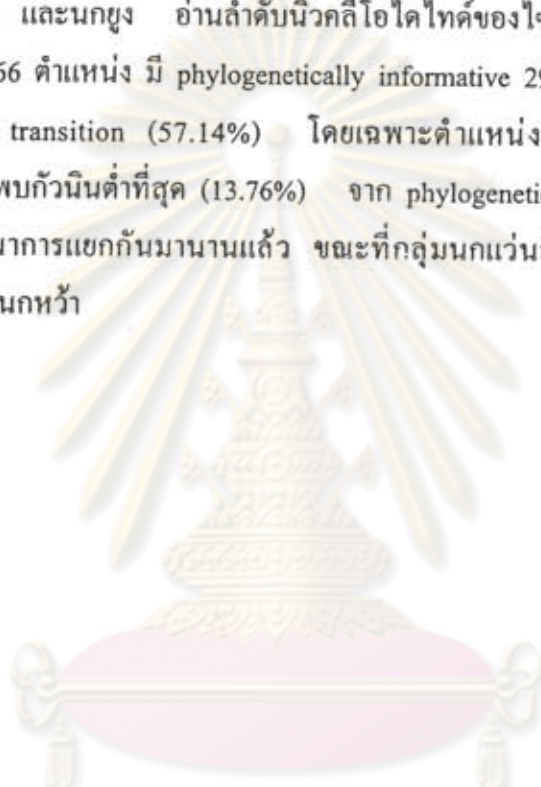 และนกยูง อ่านลำดับนิวคลีโอไดไทด์ของไซ
66 ตำแหน่ง มี phylogenetically informative 29
transition (57.14%) โดยเฉพาะตำแหน่ง
พบกัวนินต่ำที่สุด (13.76%) จาก phylogeneti
นาการแยกกันมานานแล้ว ขณะที่กลุ่มนกแว่น
นกหว้า